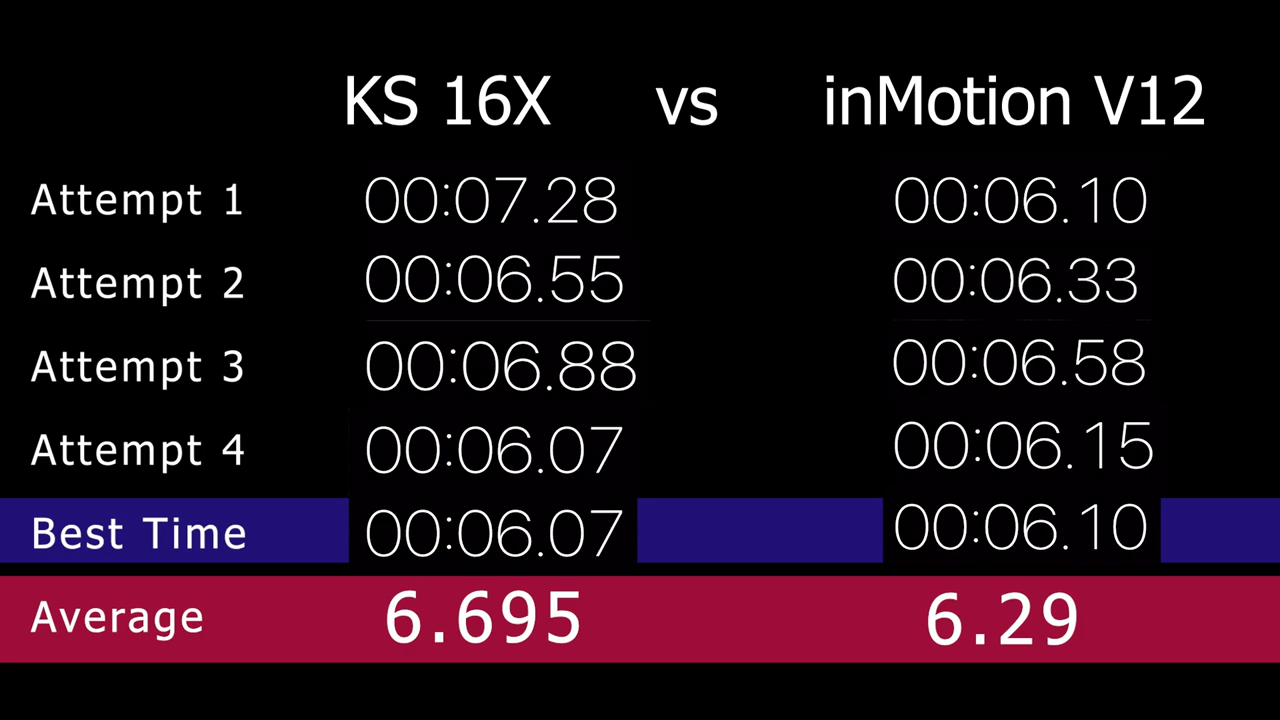 KS 16X vs inMotion V12
Attempt 1 00:07.28 00:06.10
Attempt 2 00:06.55 00:06.33
Attempt 3 00:06.88 00:06.58
Attempt 4 00:06.07 00:06.15
Best Time 00:06.07 00:06.10
Average 6.695 6.29